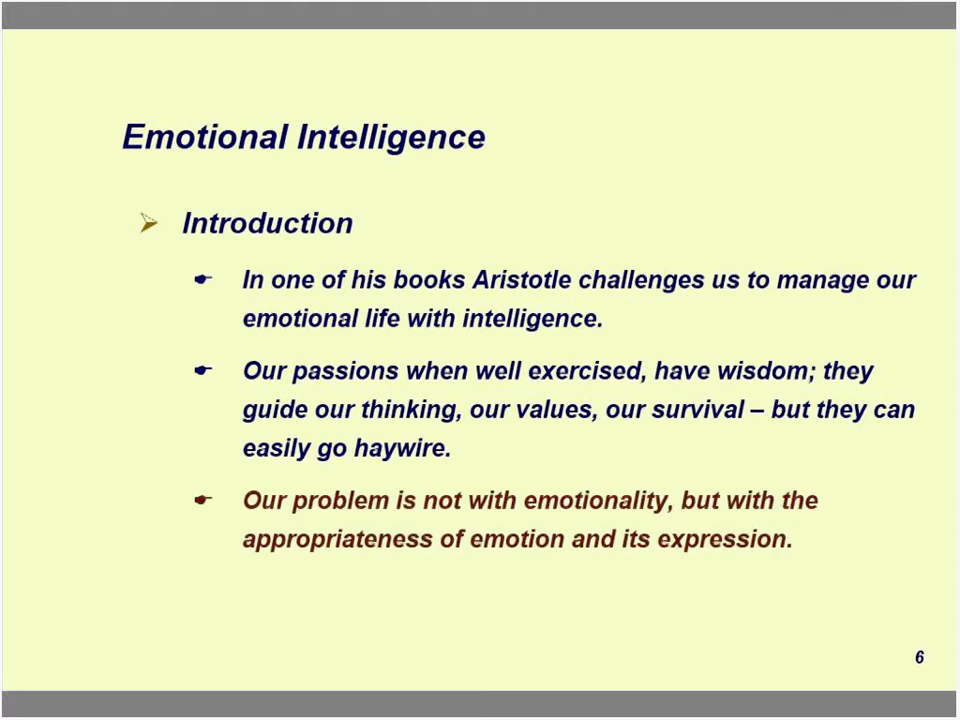 Emotional Intelligence
Introduction
In one of his books Aristotle challenges us to manage our
emotional life with intelligence.
Our passions when well exercised, have wisdom; they
guide our thinking, our values, our survival – but they can
easily go haywire.
Our problem is not with emotionality, but with the
appropriateness of emotion and its expression.
6